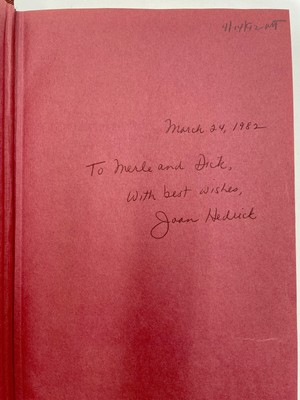 March 24, 1982
To Merle and Dick,
With best wishes,
Joan Hedrick